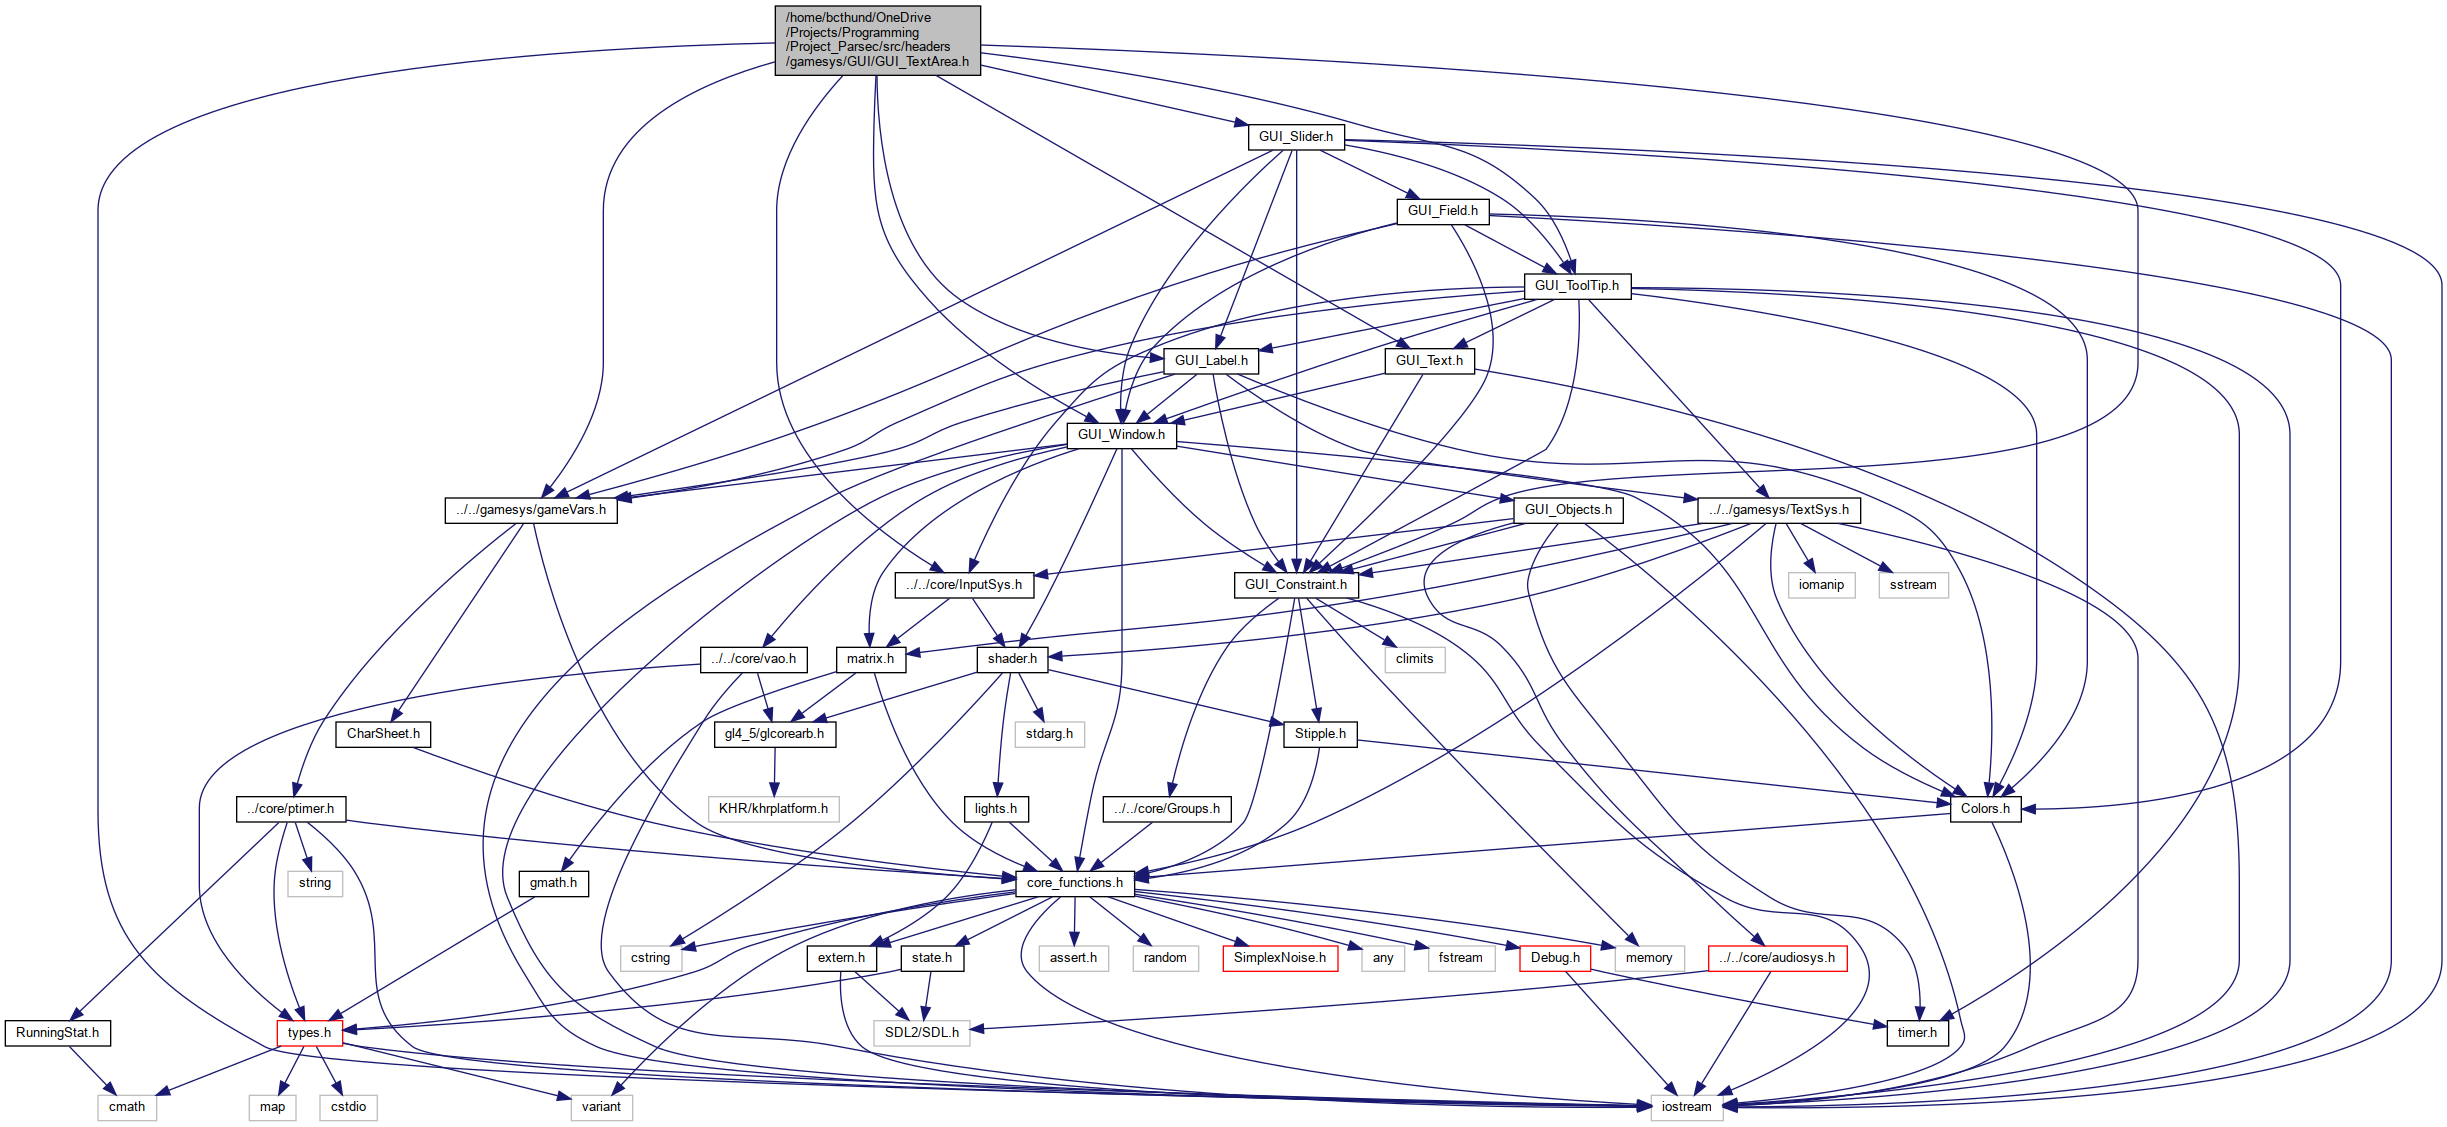 /home/bcthund/OneDrive
/Projects/Programming
/Project_Parsec/src/headers
/gamesys/GUI/GUI_TextArea.h
GUI_Slider.h
GUI_Field.h
GUI_ToolTip.h
GUI_Label.h
GUI_Text.h
GUI_Window.h
../../gamesys/gameVars.h
GUI_Objects.h
../../gamesys/TextSys.h
../../core/InputSys.h
GUI_Constraint.h
iomanip
sstream
../../core/vao.h
matrix.h
shader.h
climits
CharSheet.h
gl4_5/glcorearb.h
stdarg.h
Stipple.h
../core/ptimer.h
KHR/khrplatform.h
lights.h
../../core/Groups.h
Colors.h
string
gmath.h
core_functions.h
cstring
extern.h
state.h
assert.h
random
SimplexNoise.h
any
fstream
Debug.h
memory
../../core/audiosys.h
RunningStat.h
types.h
SDL2/SDL.h
timer.h
cmath
map
cstdio
variant
iostream